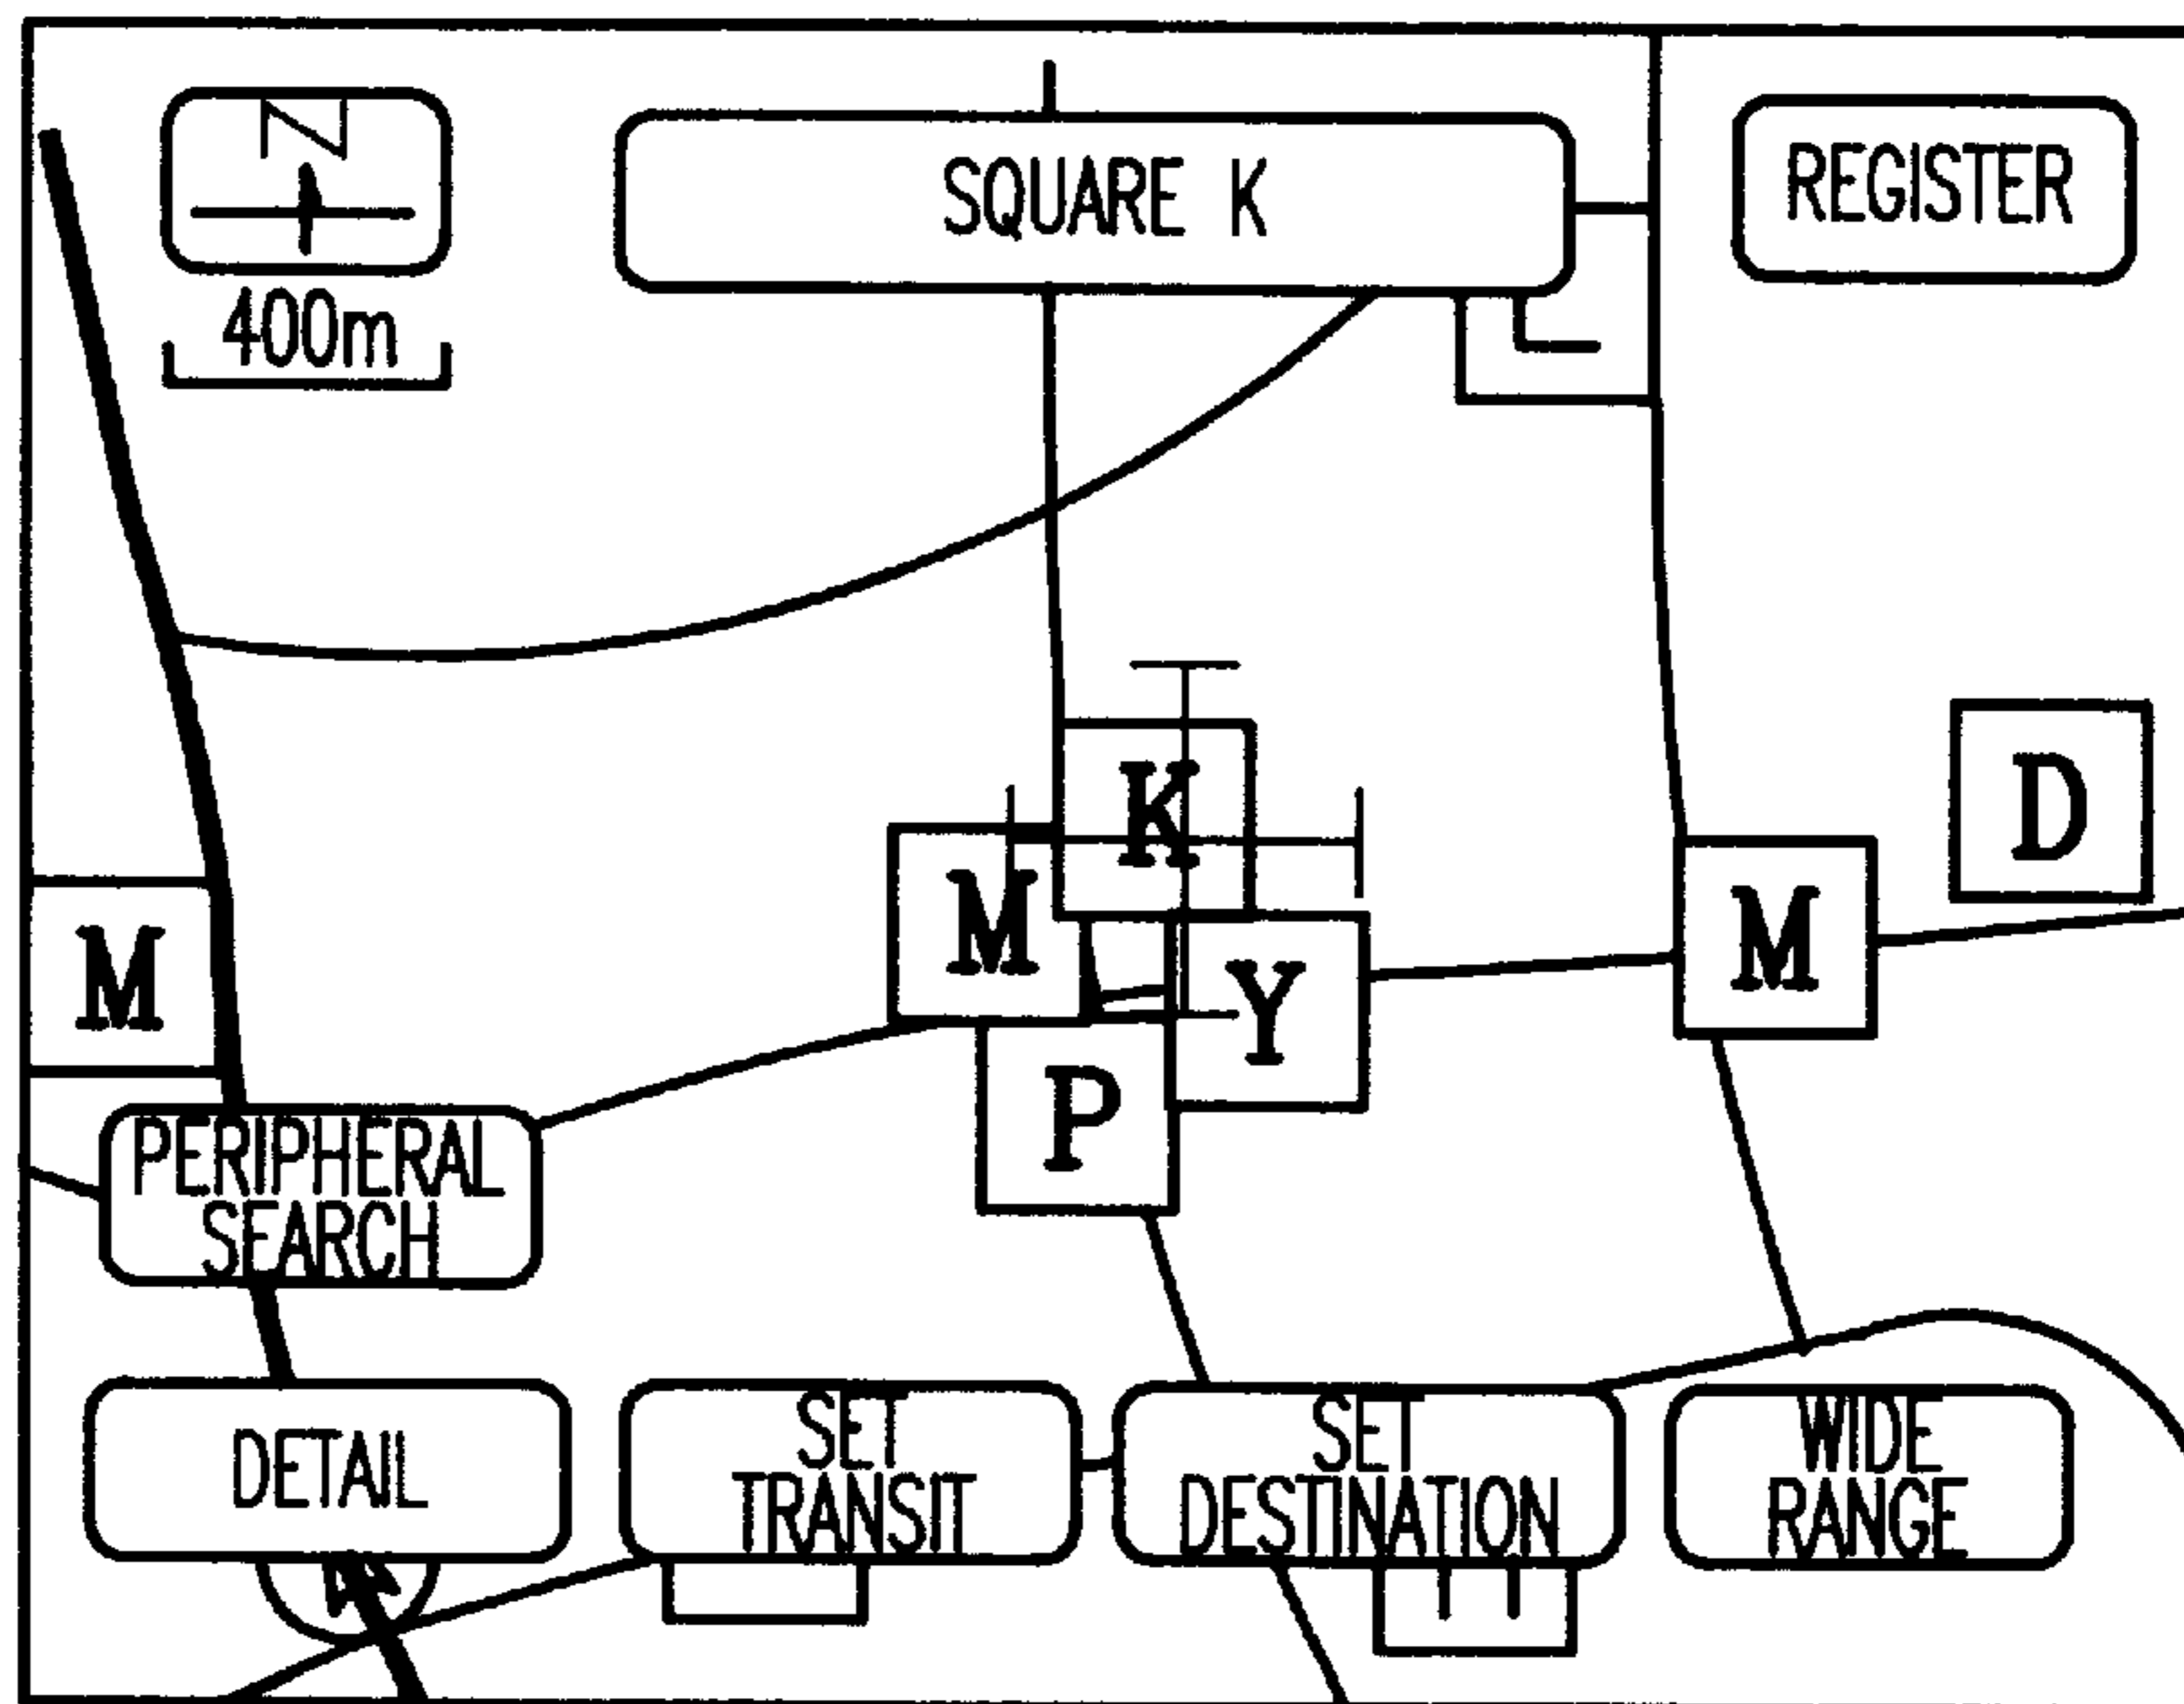 N
SQUARE K
REGISTER
400m
K
D
M
M
M
Y
P
PERIPHERAL
SEARCH
DETAIL
SET
TRANSIT
SET
DESTINATION
WIDE
RANGE